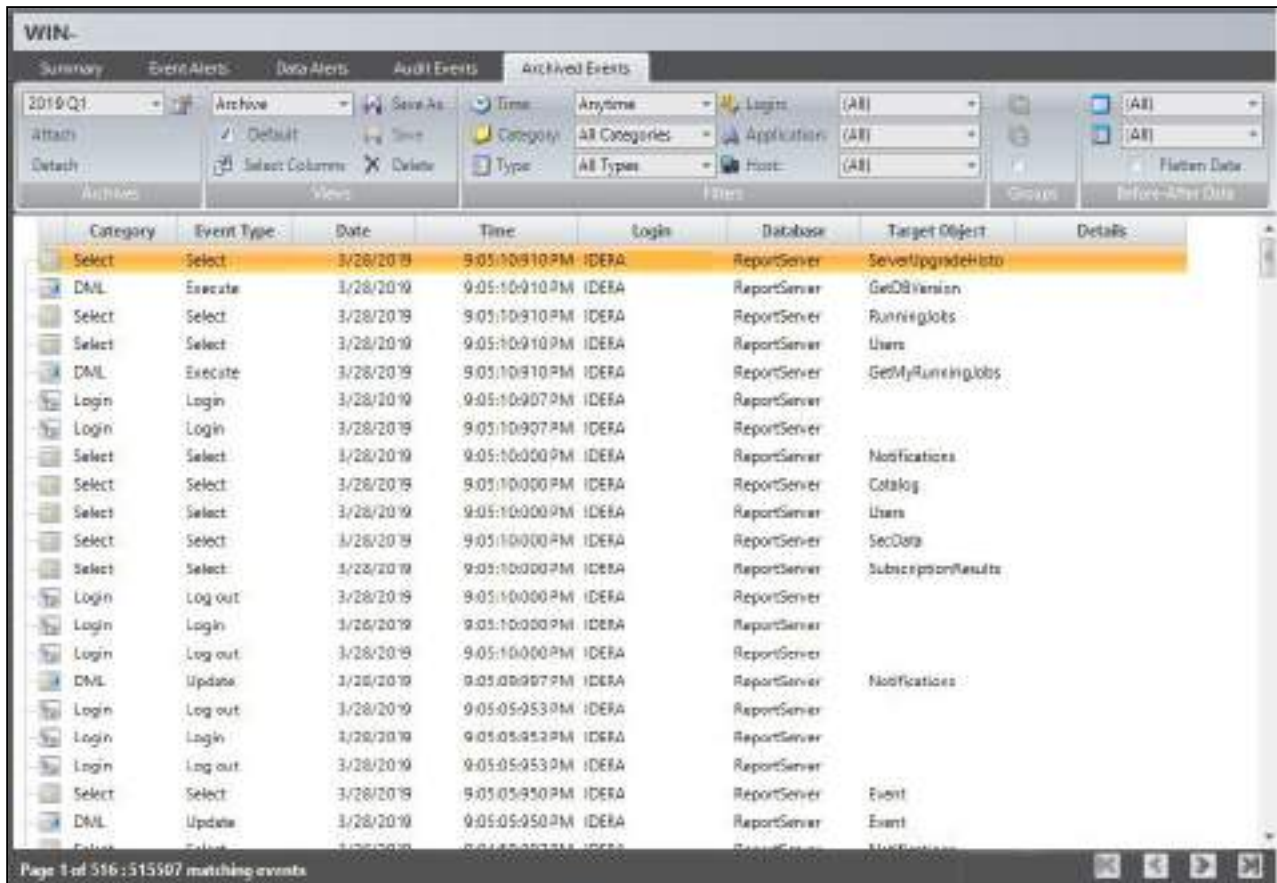 WIN-
Summary Event Alerts Data Alerts Audit Events Archived Events
2019 Q1 Archive Save As Time Anytime Login: (All) (All)
Attach Default Save Category: All Categories Application: (All) (All)
Detach Select Columns Delete Type All Types Host: (All) Flatten Data
Archives Views Filters Groups Before-After Data
Category Event Type Date Time Login Database Target Object Details
Select Select 3/28/2019 9:05:10:910 PM IDERA ReportServer ServerUpgradeHisto
DML Execute 3/28/2019 9:05:10:910 PM IDERA ReportServer GetDBVersion
Select Select 3/28/2019 9:05:10:910 PM IDERA ReportServer RunningJobs
Select Select 3/28/2019 9:05:10:910 PM IDERA ReportServer Users
DML Execute 3/28/2019 9:05:10:910 PM IDERA ReportServer GetMyRunningJobs
Login Login 3/28/2019 9:05:10:907 PM IDERA ReportServer
Login Login 3/28/2019 9:05:10:907 PM IDERA ReportServer
Select Select 3/28/2019 9:05:10:000 PM IDERA ReportServer Notifications
Select Select 3/28/2019 9:05:10:000 PM IDERA ReportServer Catalog
Select Select 3/28/2019 9:05:10:000 PM IDERA ReportServer Users
Select Select 3/28/2019 9:05:10:000 PM IDERA ReportServer SecData
Select Select 3/28/2019 9:05:10:000 PM IDERA ReportServer SubscriptionResults
Login Log out 3/28/2019 9:05:10:000 PM IDERA ReportServer
Login Login 3/28/2019 9:05:10:000 PM IDERA ReportServer
Login Log out 3/28/2019 9:05:10:000 PM IDERA ReportServer
DML Update 3/28/2019 9:05:09:997 PM IDERA ReportServer Notifications
Login Log out 3/28/2019 9:05:05:953 PM IDERA ReportServer
Login Login 3/28/2019 9:05:05:953 PM IDERA ReportServer
Login Log out 3/28/2019 9:05:05:953 PM IDERA ReportServer
Select Select 3/28/2019 9:05:05:950 PM IDERA ReportServer Event
DML Update 3/28/2019 9:05:05:950 PM IDERA ReportServer Event
Page 1 of 516 : 515507 matching events